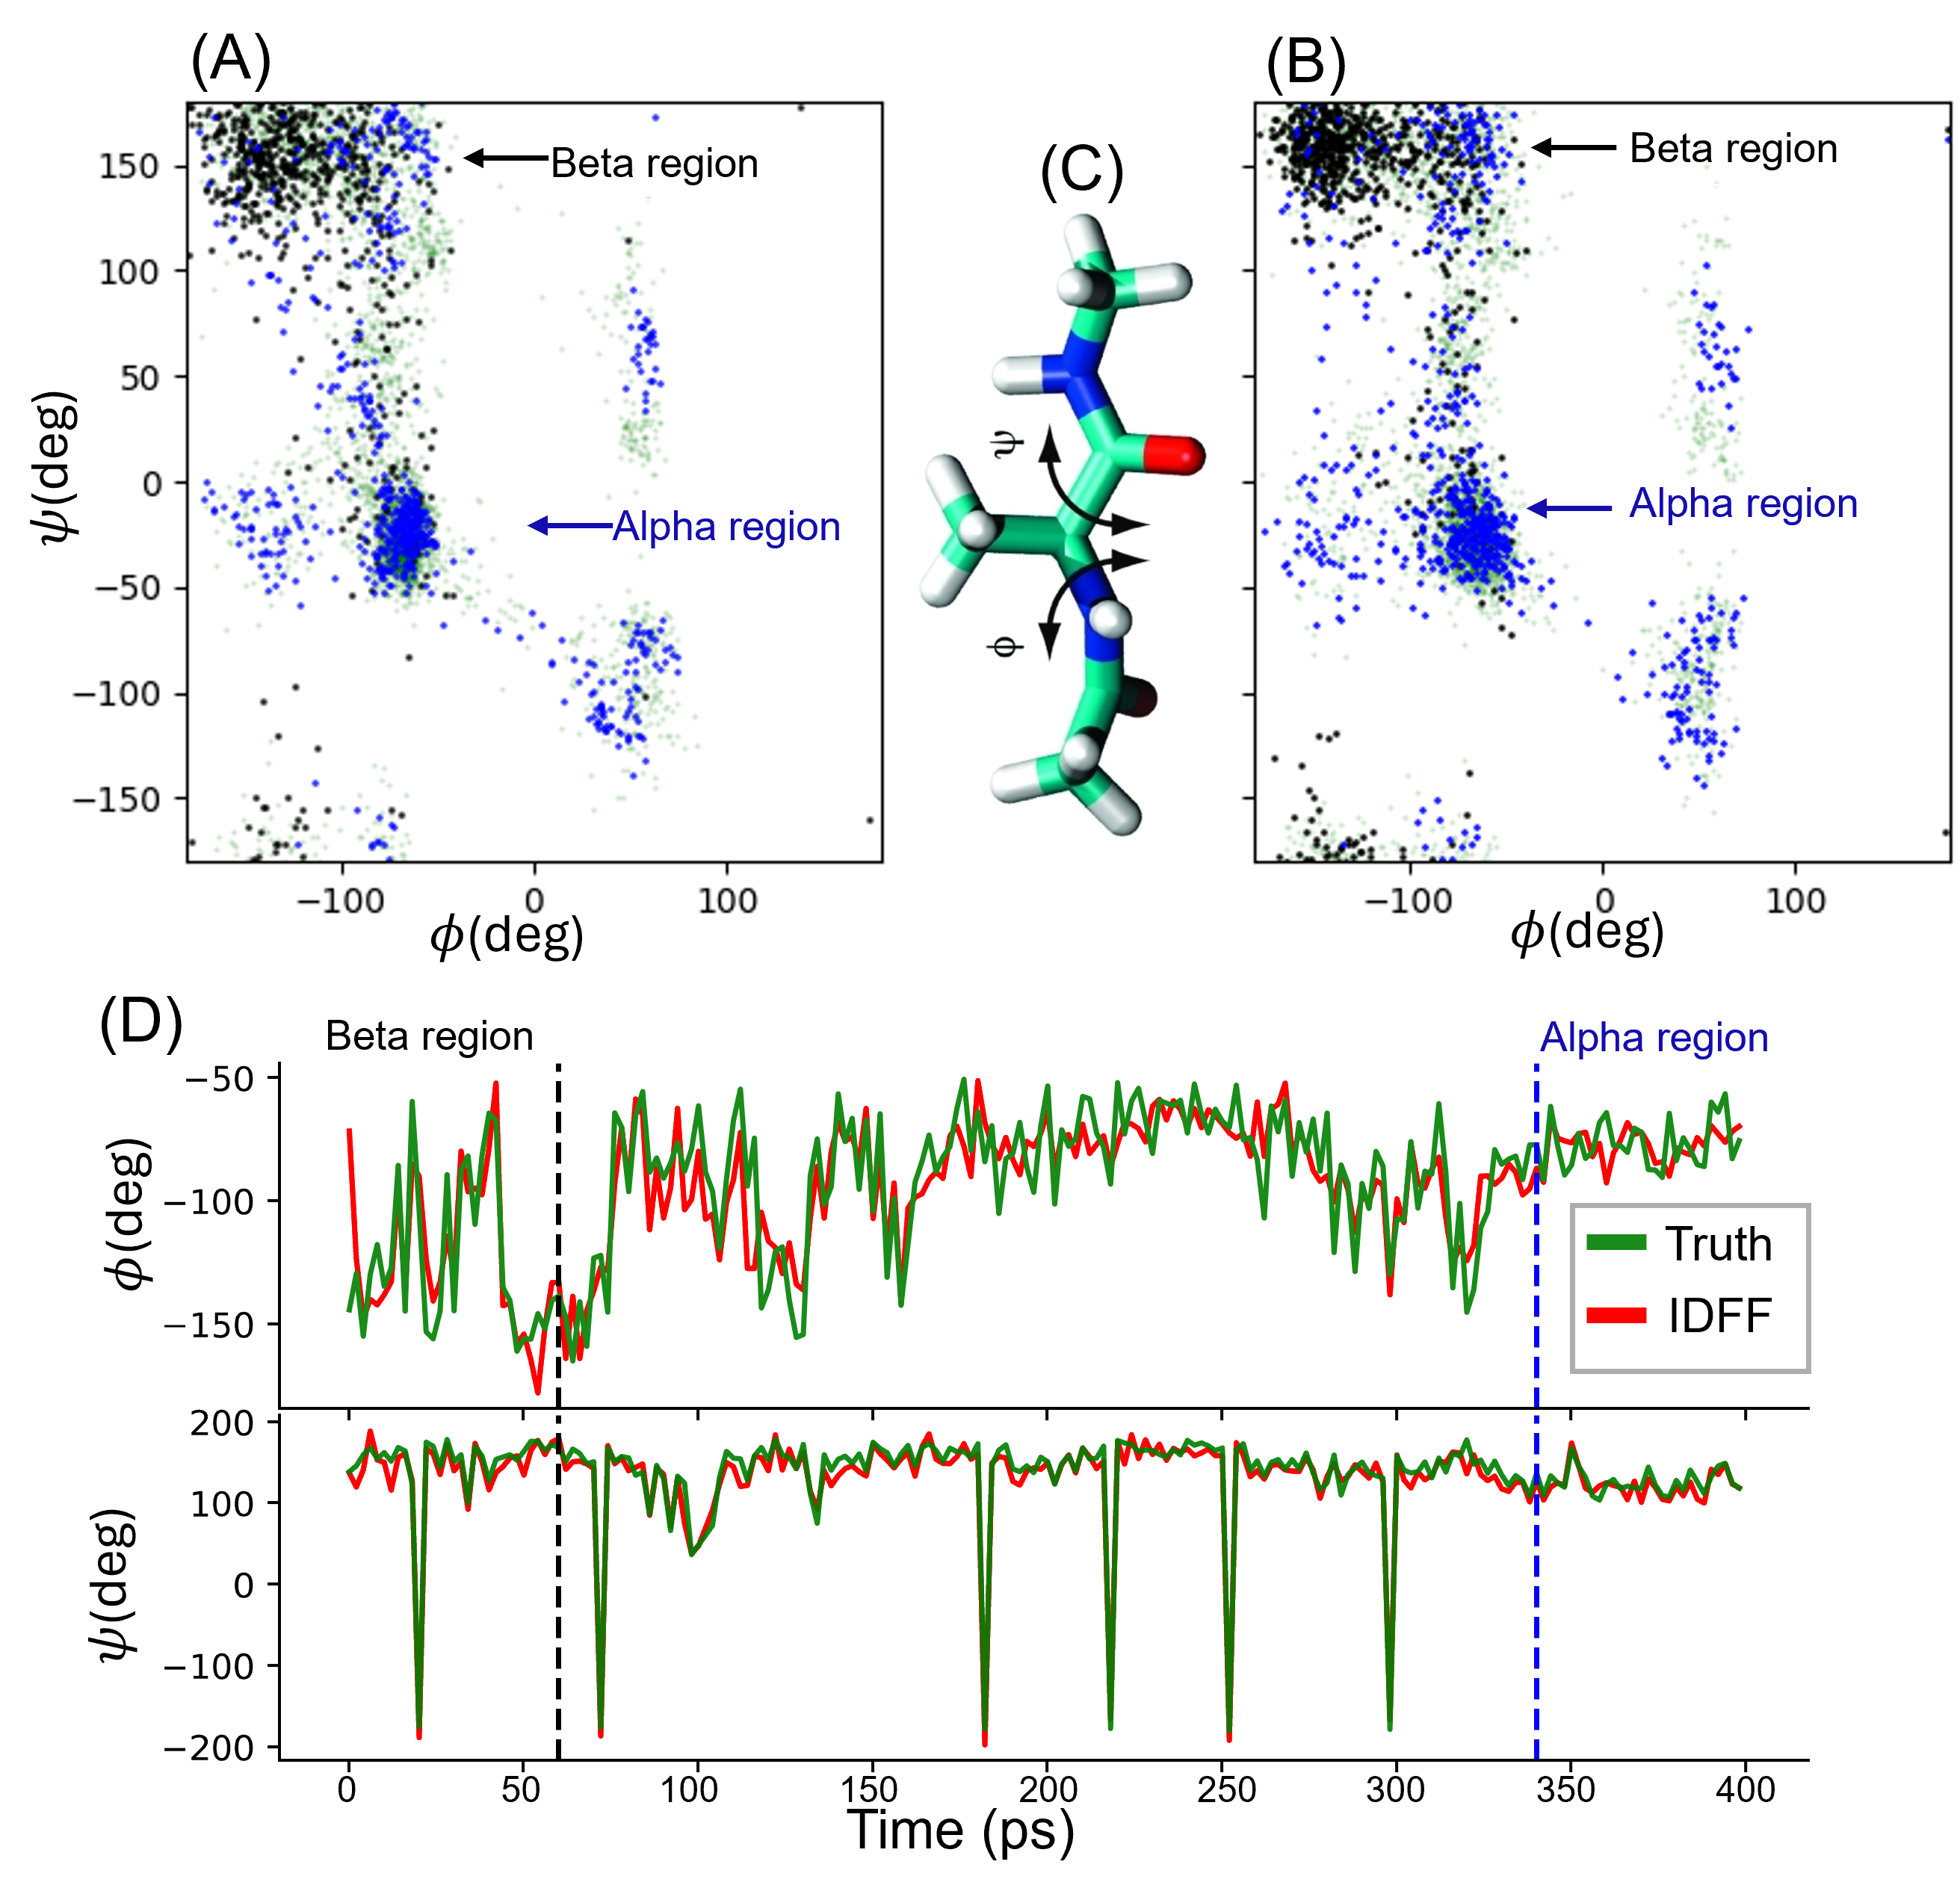 (A)
Beta region
Alpha region
150
100
50
0
−50
−100
−150
ψ(deg)
−100
0
100
ϕ(deg)
(B)
Beta region
Alpha region
−100
0
100
ϕ(deg)
(C)
ψ
ϕ
(D)
Beta region
Alpha region
−50
−100
−150
ϕ(deg)
Truth
IDFF
200
100
0
−100
−200
ψ(deg)
0
50
100
150
200
250
300
350
400
Time (ps)